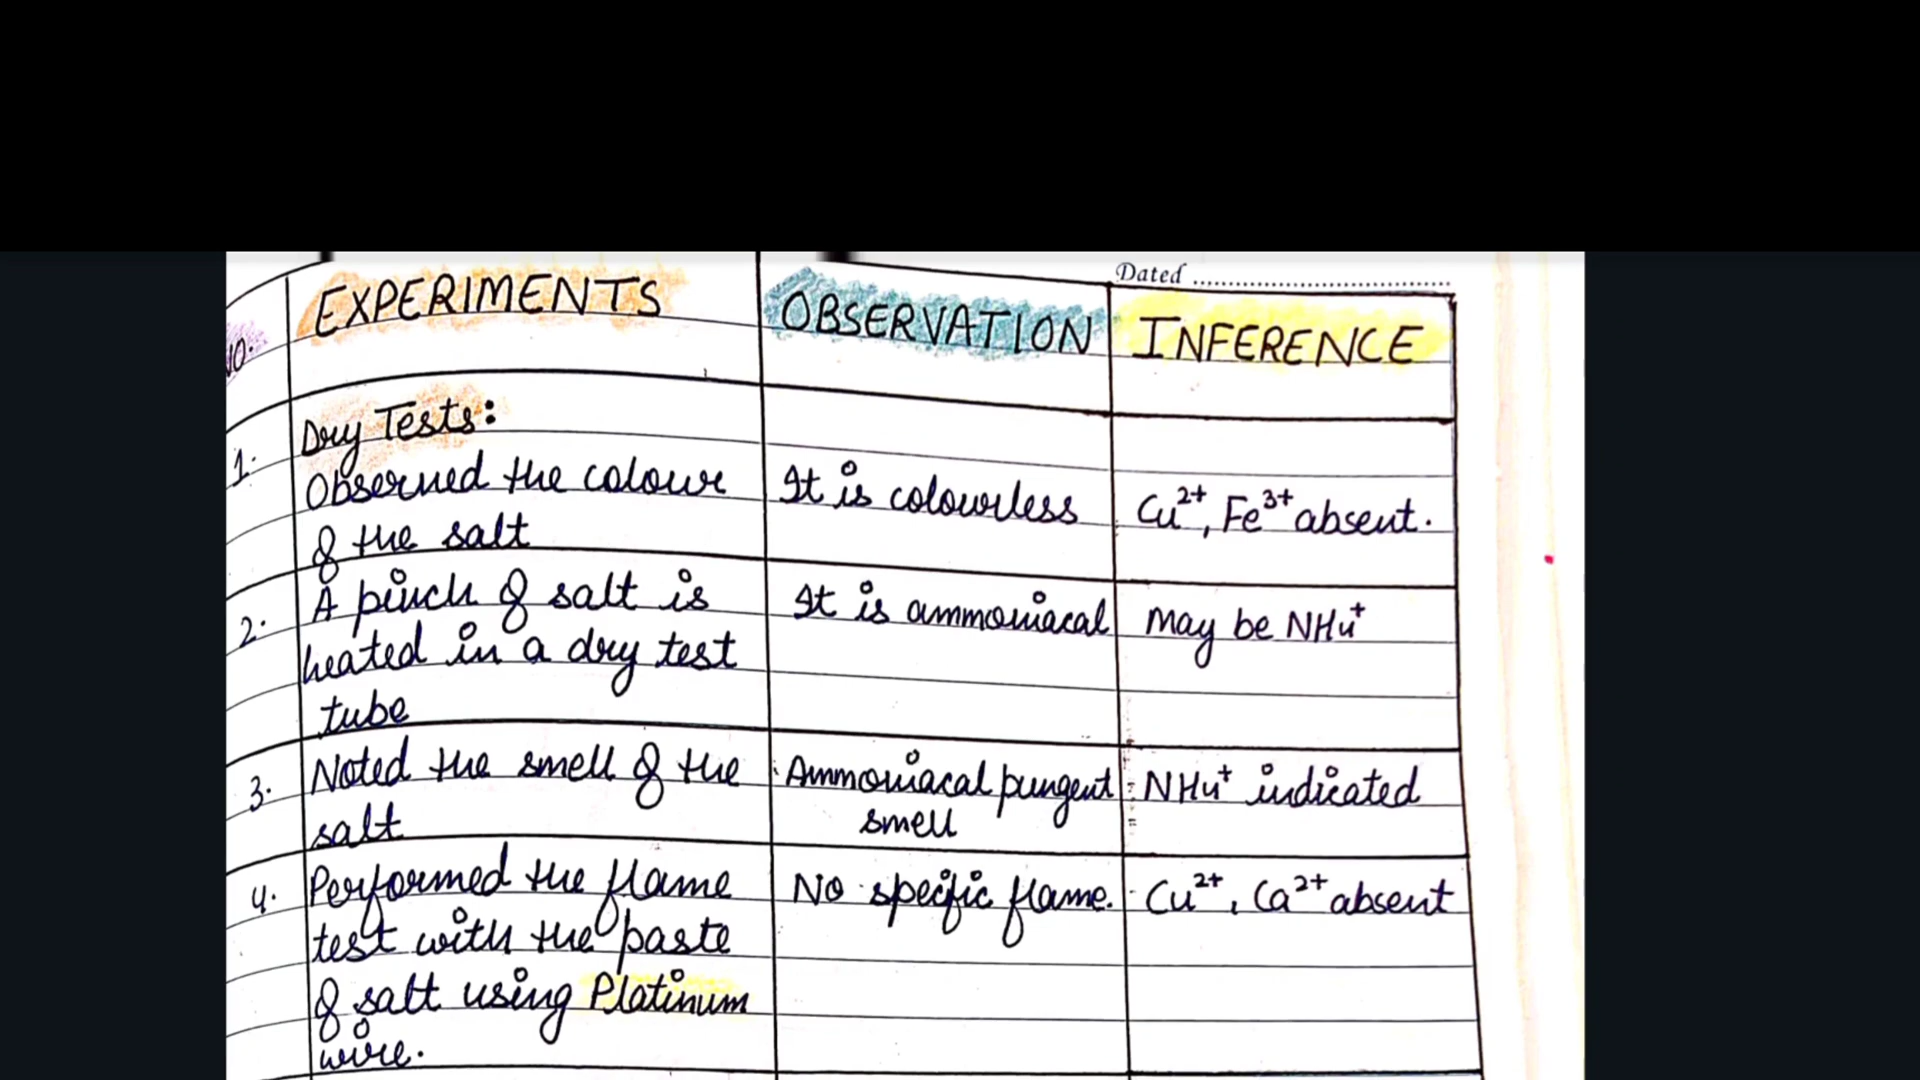 Dated
NO. EXPERIMENTS OBSERVATION INFERENCE
Dry Tests:
1. Observed the colour It is colourless Cu²⁺, Fe³⁺ absent.
of the salt
2. A pinch of salt is It is ammoniacal may be NH4⁺
heated in a dry test
tube
3. Noted the smell of the Ammoniacal pungent NH4⁺ indicated
salt smell
4. Performed the flame No specific flame. Cu²⁺, Ca²⁺ absent
test with the paste
of salt using Platinum
wire.